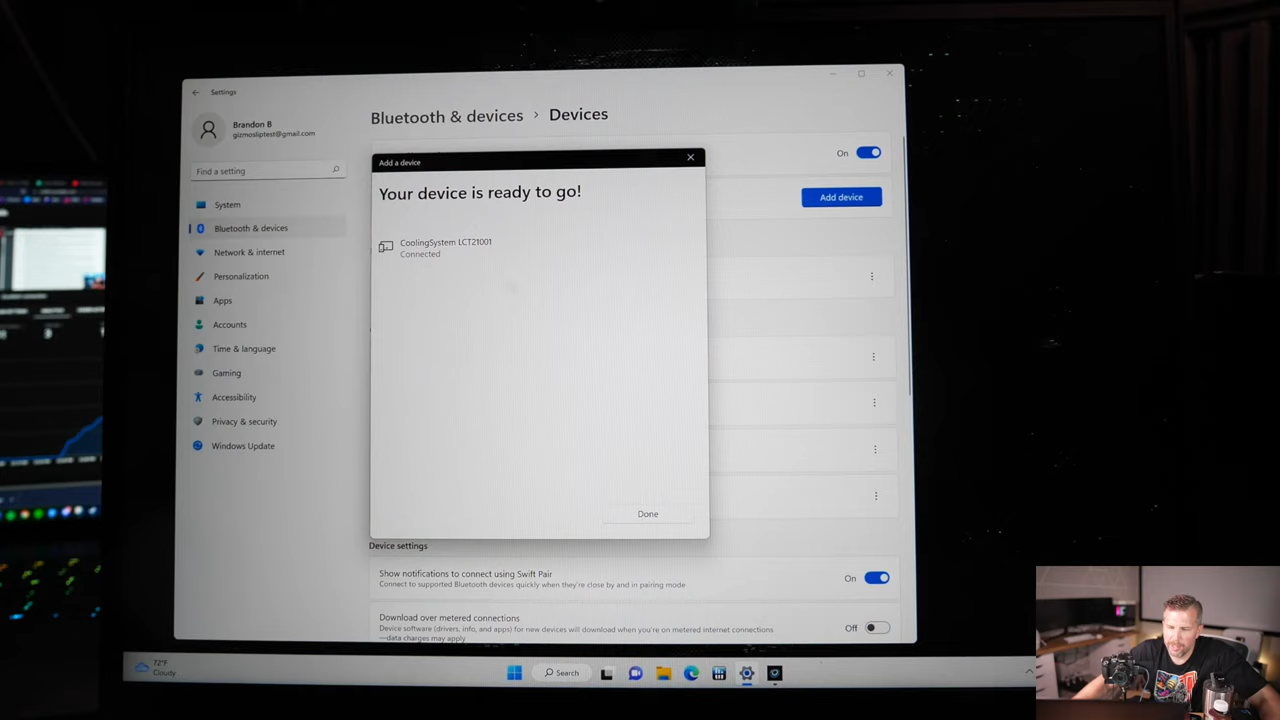 Settings
Brandon B
gizmosliptest@gmail.com
Find a setting
System
Bluetooth & devices
Network & internet
Personalization
Apps
Accounts
Time & language
Gaming
Accessibility
Privacy & security
Windows Update
Bluetooth & devices > Devices
On
Add device
Add a device
Your device is ready to go!
CoolingSystem LCT21001
Connected
Done
Device settings
Show notifications to connect using Swift Pair
Connect to supported Bluetooth devices quickly when they're close by and in pairing mode
On
Download over metered connections
Device software (drivers, info, and apps) for new devices will download when you're on metered internet connections
—data charges may apply
Off
72°F
Cloudy
Search